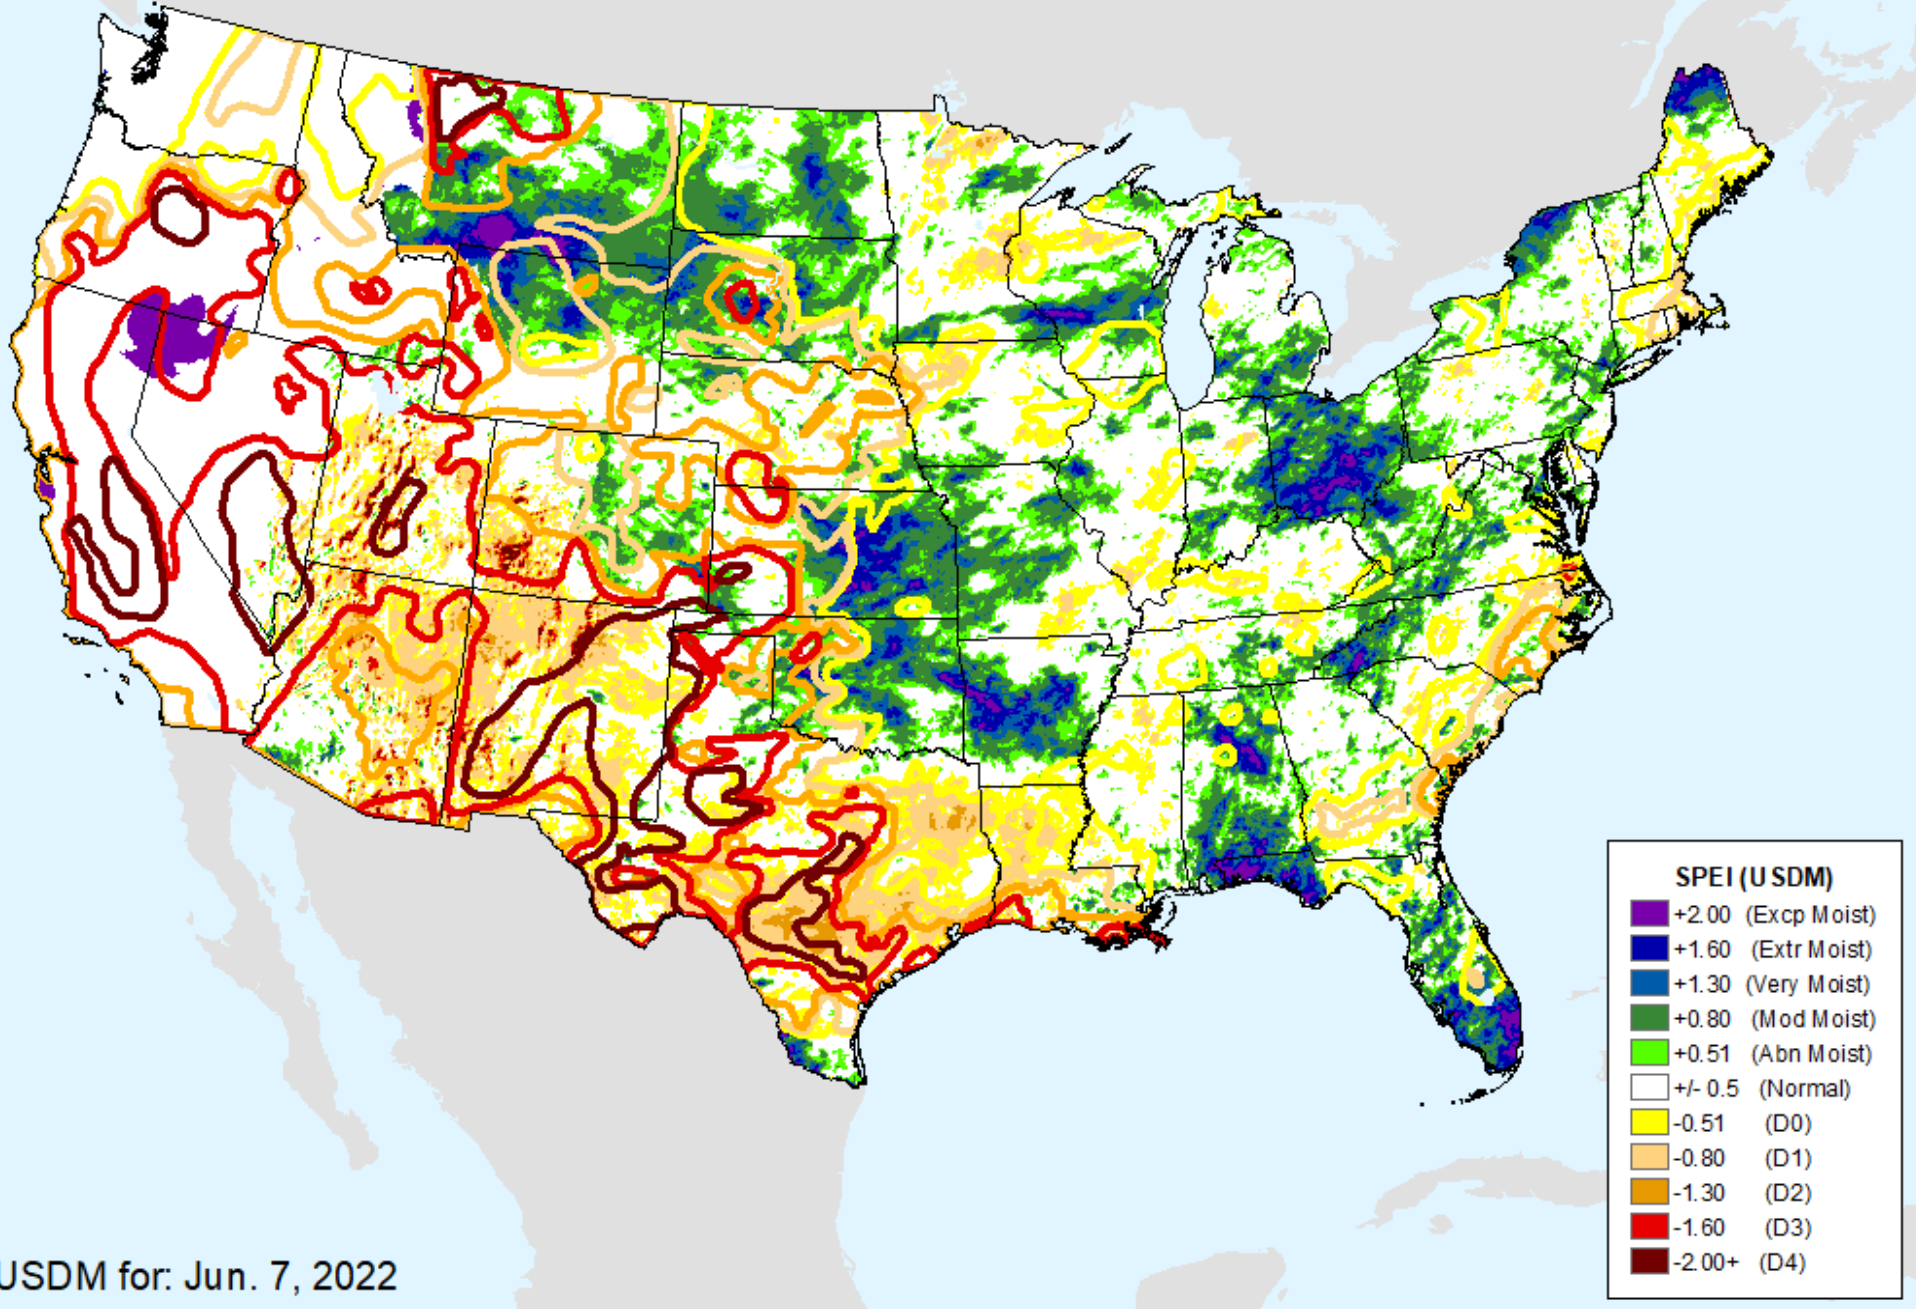 SPEI (USDM)
+2.00 (Excp Moist)
+1.60 (Extr Moist)
+1.30 (Very Moist)
+0.80 (Mod Moist)
+0.51 (Abn Moist)
+/- 0.5 (Normal)
-0.51 (D0)
-0.80 (D1)
-1.30 (D2)
-1.60 (D3)
-2.00+ (D4)
USDM for: Jun. 7, 2022